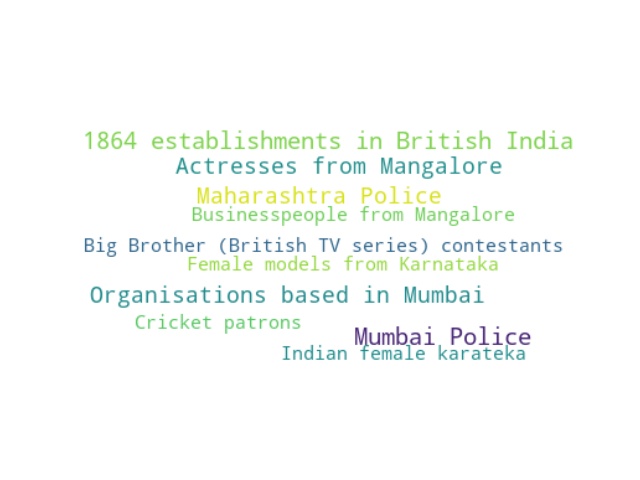 1864 establishments in British India
Actresses from Mangalore
Maharashtra Police
Businesspeople from Mangalore
Big Brother (British TV series) contestants
Female models from Karnataka
Organisations based in Mumbai
Cricket patrons
Mumbai Police
Indian female karateka